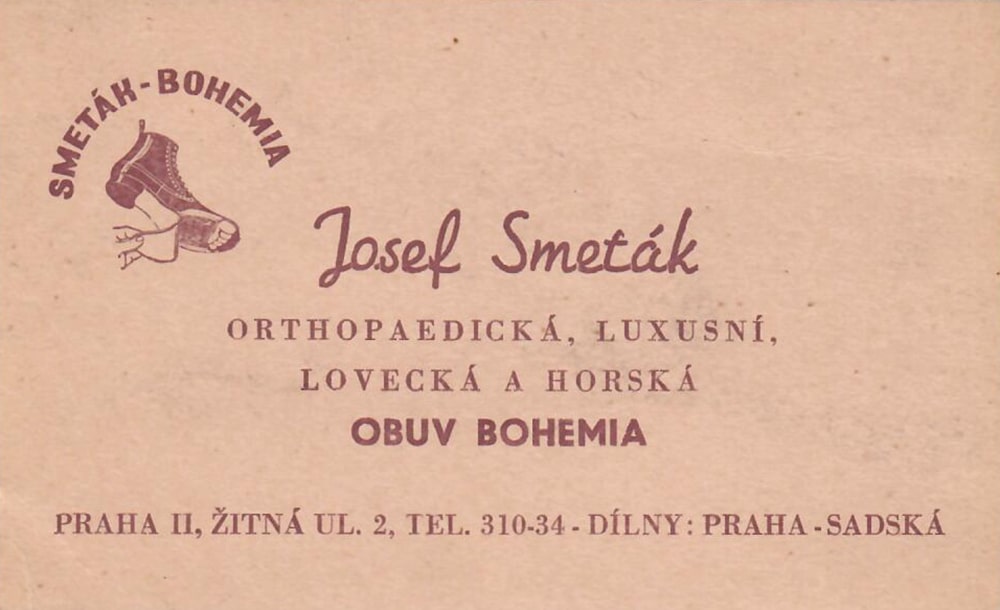 SMETÁK-BOHEMIA
Josef Smeták
ORTHOPAEDICKÁ, LUXUSNÍ,
LOVECKÁ A HORSKÁ
OBUV BOHEMIA
PRAHA II, ŽITNÁ UL. 2, TEL. 310-34 - DÍLNY: PRAHA - SADSKÁ